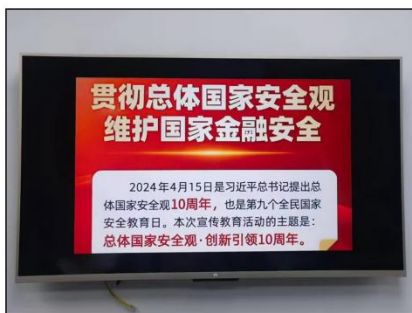 贯彻总体国家安全观
维护国家金融安全
2024年4月15日是习近平总书记提出总
体国家安全观10周年，也是第九个全民国家
安全教育日。本次宣传教育活动的主题是：
总体国家安全观·创新引领10周年。